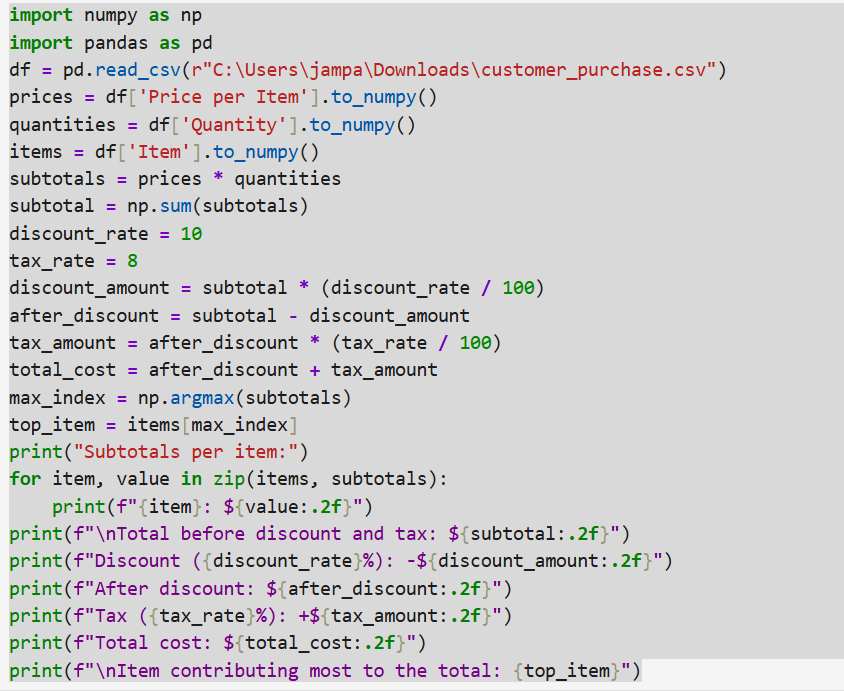 import numpy as np
import pandas as pd
df = pd.read_csv(r"C:\Users\jampa\Downloads\customer_purchase.csv")
prices = df['Price per Item'].to_numpy()
quantities = df['Quantity'].to_numpy()
items = df['Item'].to_numpy()
subtotals = prices * quantities
subtotal = np.sum(subtotals)
discount_rate = 10
tax_rate = 8
discount_amount = subtotal * (discount_rate / 100)
after_discount = subtotal - discount_amount
tax_amount = after_discount * (tax_rate / 100)
total_cost = after_discount + tax_amount
max_index = np.argmax(subtotals)
top_item = items[max_index]
print("Subtotals per item:")
for item, value in zip(items, subtotals):
    print(f"{item}: ${value:.2f}")
print(f"\nTotal before discount and tax: ${subtotal:.2f}")
print(f"Discount ({discount_rate}%): -${discount_amount:.2f}")
print(f"After discount: ${after_discount:.2f}")
print(f"Tax ({tax_rate}%): +${tax_amount:.2f}")
print(f"Total cost: ${total_cost:.2f}")
print(f"\nItem contributing most to the total: {top_item}")